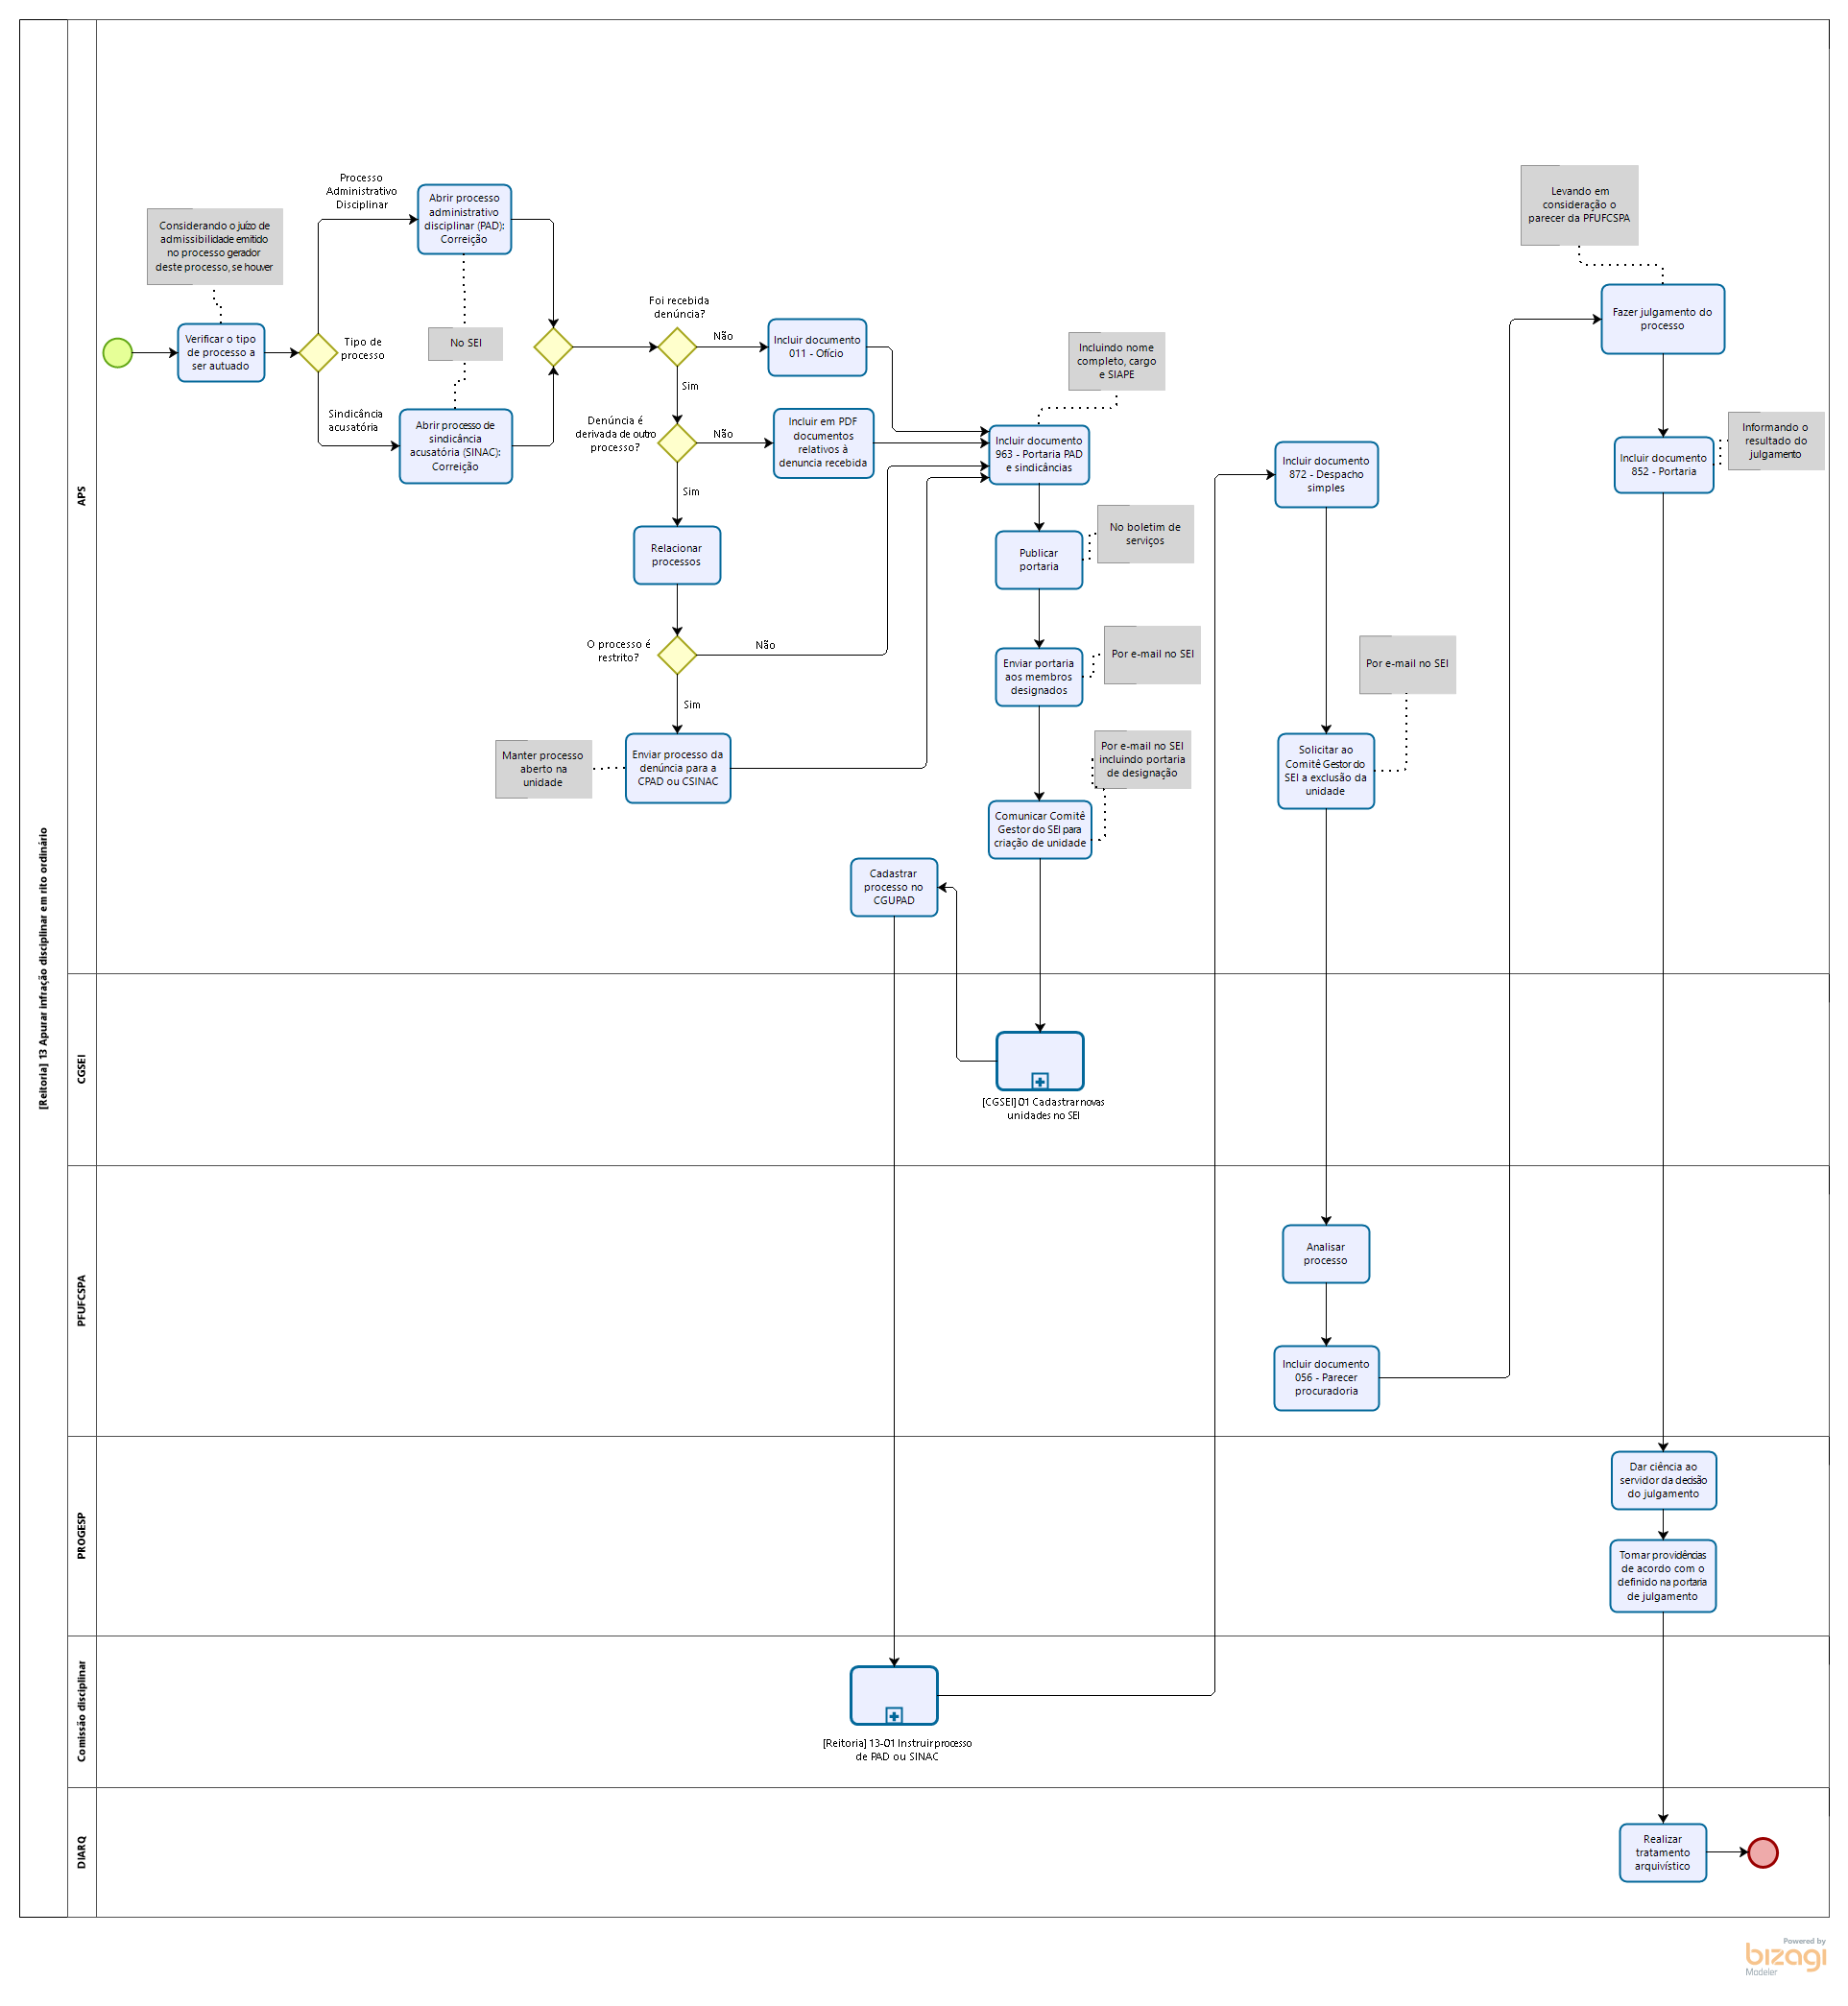 [Reitoria] 13 Apurar infração disciplinar em rito ordinário
APS
Considerando o juízo de
admissibilidade emitido
no processo gerador
deste processo, se houver
Verificar o tipo
de processo a
ser autuado
Processo
Administrativo
Disciplinar
Tipo de
processo
Sindicância
acusatória
Abrir processo
administrativo
disciplinar (PAD):
Correição
No SEI
Abrir processo de
sindicância
acusatória (SINAC):
Correição
Foi recebida
denúncia?
Não
Sim
Incluir documento
011 - Ofício
Denúncia é
derivada de outro
processo?
Não
Sim
Incluir em PDF
documentos
relativos à
denuncia recebida
Relacionar
processos
O processo é
restrito?
Não
Sim
Manter processo
aberto na
unidade
Enviar processo da
denúncia para a
CPAD ou CSINAC
Incluindo nome
completo, cargo
e SIAPE
Incluir documento
963 - Portaria PAD
e sindicâncias
No boletim de
serviços
Publicar
portaria
Por e-mail no SEI
Enviar portaria
aos membros
designados
Por e-mail no SEI
incluindo portaria
de designação
Comunicar Comitê
Gestor do SEI para
criação de unidade
Cadastrar
processo no
CGUPAD
Incluir documento
872 - Despacho
simples
Por e-mail no SEI
Solicitar ao
Comitê Gestor do
SEI a exclusão da
unidade
Levando em
consideração o
parecer da PFUFCSPA
Fazer julgamento do
processo
Informando o
resultado do
julgamento
Incluir documento
852 - Portaria
CGSEI
[CGSEI] 01 Cadastrar novas
unidades no SEI
PFUFCSPA
Analisar
processo
Incluir documento
056 - Parecer
procuradoria
PROGESP
Dar ciência ao
servidor da decisão
do julgamento
Tomar providências
de acordo com o
definido na portaria
de julgamento
Comissão disciplinar
[Reitoria] 13-01 Instruir processo
de PAD ou SINAC
DIARQ
Realizar
tratamento
arquivístico
Powered by
bizagi
Modeler